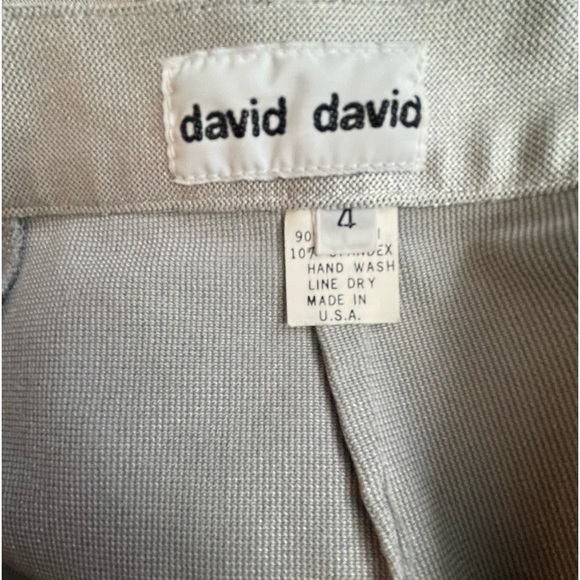 david david
4
90
10% SPANDEX
HAND WASH
LINE DRY
MADE IN
U.S.A.